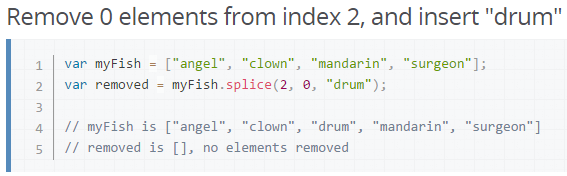 Remove 0 elements from index 2, and insert "drum"
1 var myFish = ["angel", "clown", "mandarin", "surgeon"];
2 var removed = myFish.splice(2, 0, "drum");
3
4 // myFish is ["angel", "clown", "drum", "mandarin", "surgeon"]
5 // removed is [], no elements removed